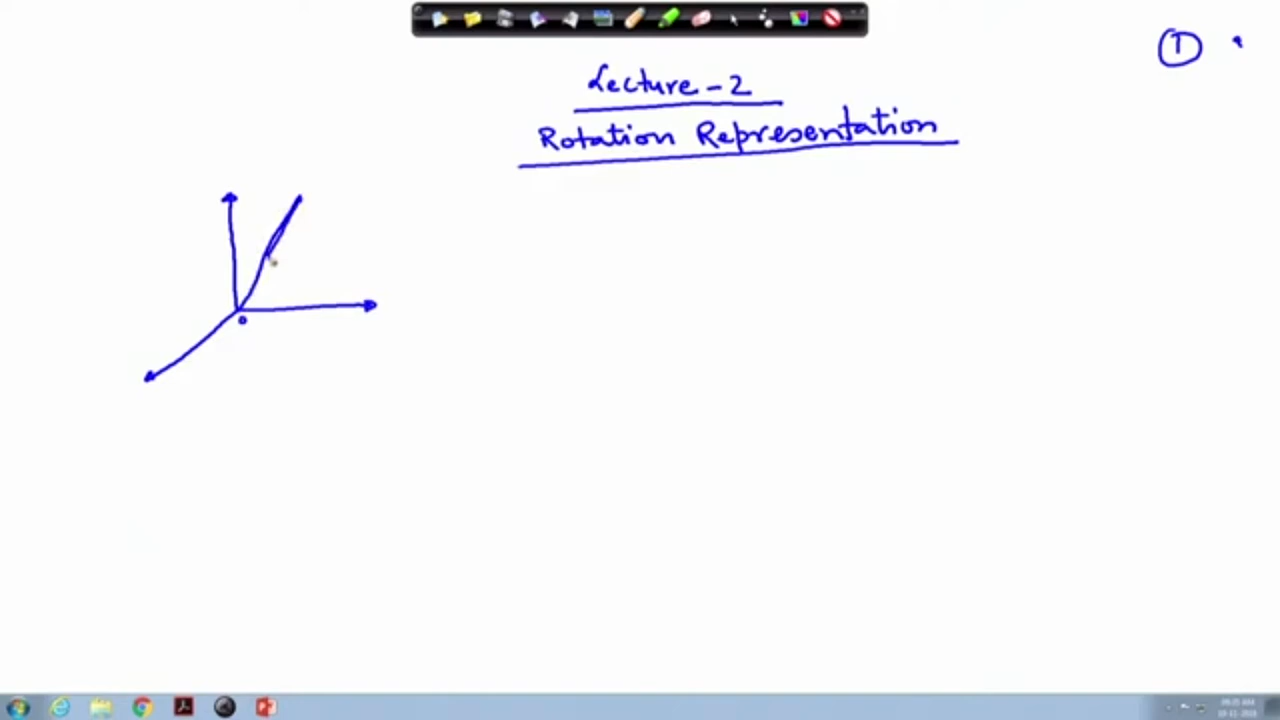 ①
Lecture - 2
Rotation Representation
o